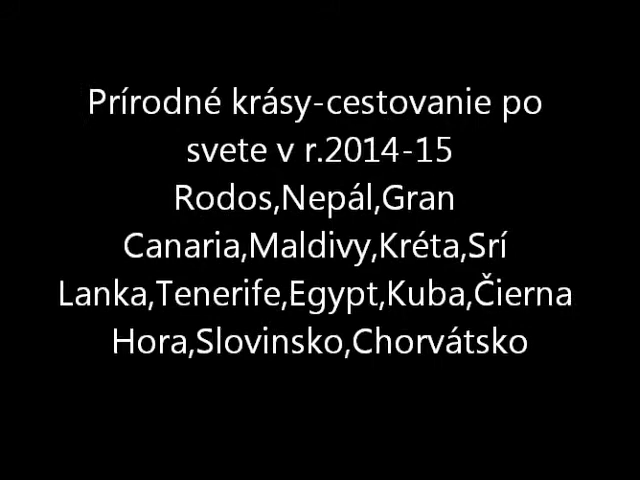 Prírodné krásy-cestovanie po
svete v r.2014-15
Rodos,Nepál,Gran
Canaria,Maldivy,Kréta,Srí
Lanka,Tenerife,Egypt,Kuba,Čierna
Hora,Slovinsko,Chorvátsko